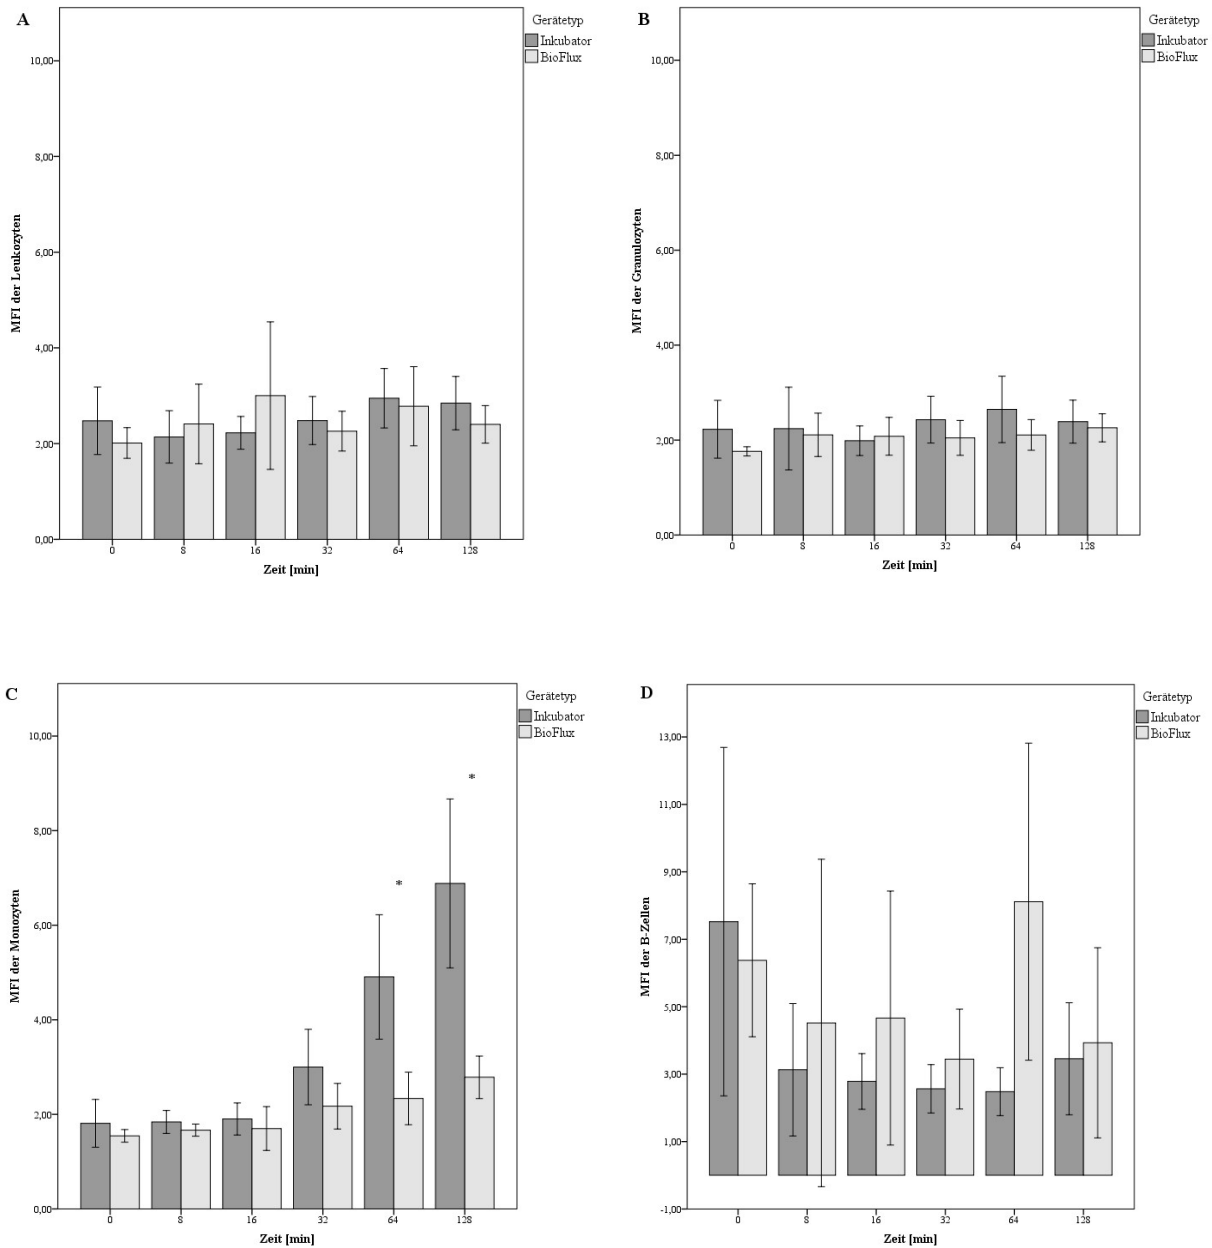 A
Gerätetyp
Inkubator
BioFlux
10,00
8,00
6,00
4,00
2,00
0,00
MFI der Leukozyten
0 8 16 32 64 128
Zeit [min]
B
Gerätetyp
Inkubator
BioFlux
10,00
8,00
6,00
4,00
2,00
0,00
MFI der Granulozyten
0 8 16 32 64 128
Zeit [min]
C
Gerätetyp
Inkubator
BioFlux
10,00
8,00
6,00
4,00
2,00
0,00
MFI der Monozyten
*
*
0 8 16 32 64 128
Zeit [min]
D
Gerätetyp
Inkubator
BioFlux
13,00
11,00
9,00
7,00
5,00
3,00
1,00
-1,00
MFI der B-Zellen
0 8 16 32 64 128
Zeit [min]